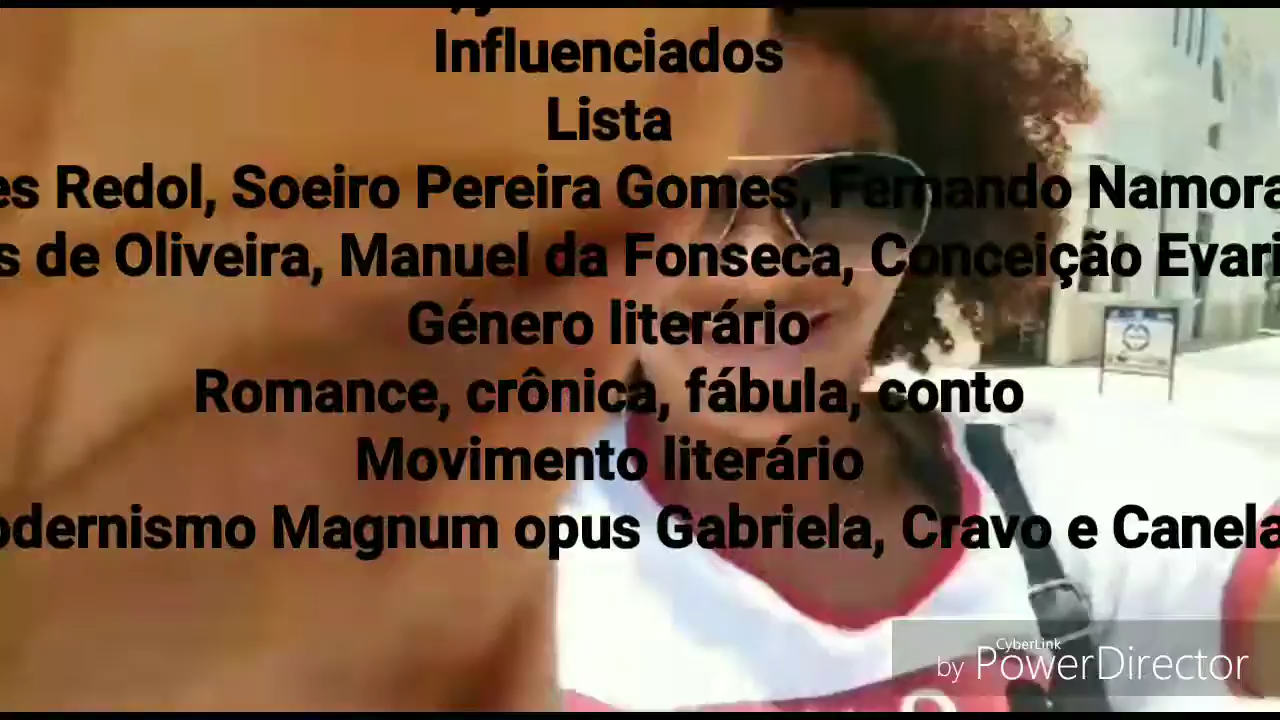 Influenciados
Lista
es Redol, Soeiro Pereira Gomes, Fernando Namora
s de Oliveira, Manuel da Fonseca, Conceição Evari
Género literário
Romance, crônica, fábula, conto
Movimento literário
odernismo Magnum opus Gabriela, Cravo e Canela
CyberLink
by PowerDirector